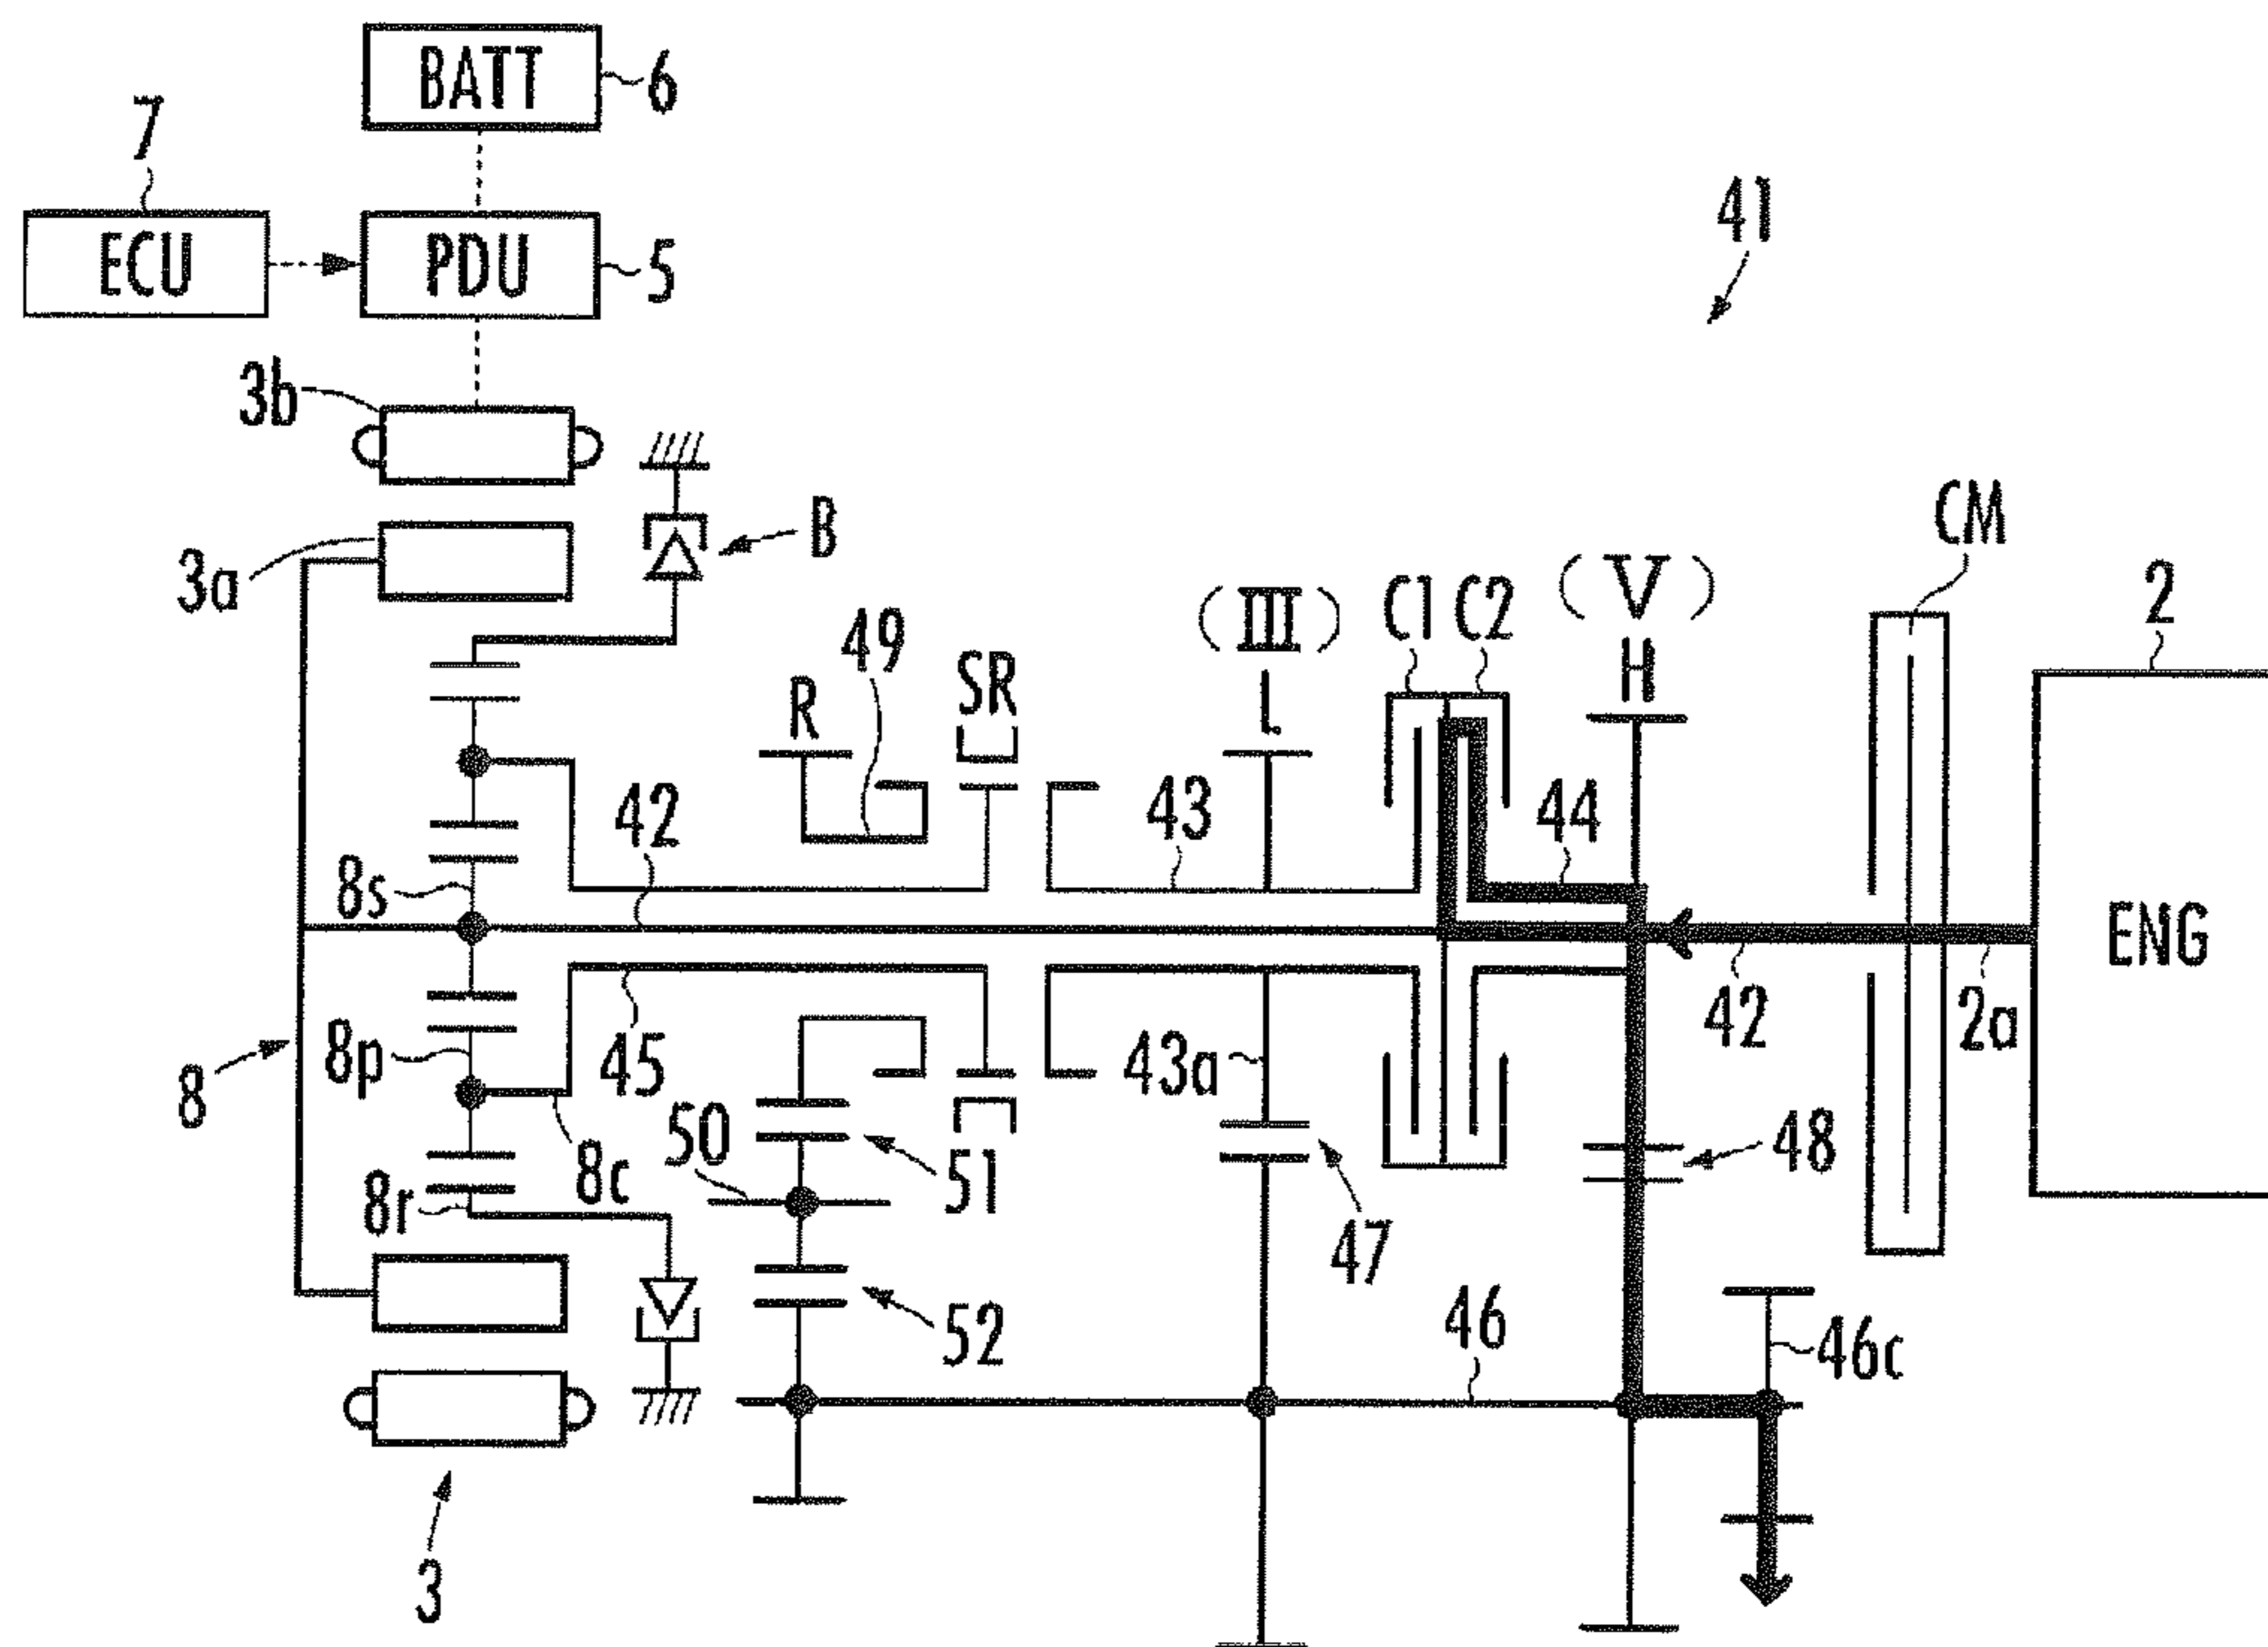 BATT
6
7
ECU
PDU
5
41
3b
3a
B
CM
2
(III)
C1
C2
(V)
49
SR
R
L
H
42
43
44
8s
ENG
42
2a
8
8p
45
43a
50
8c
51
48
8r
47
52
46
46c
3